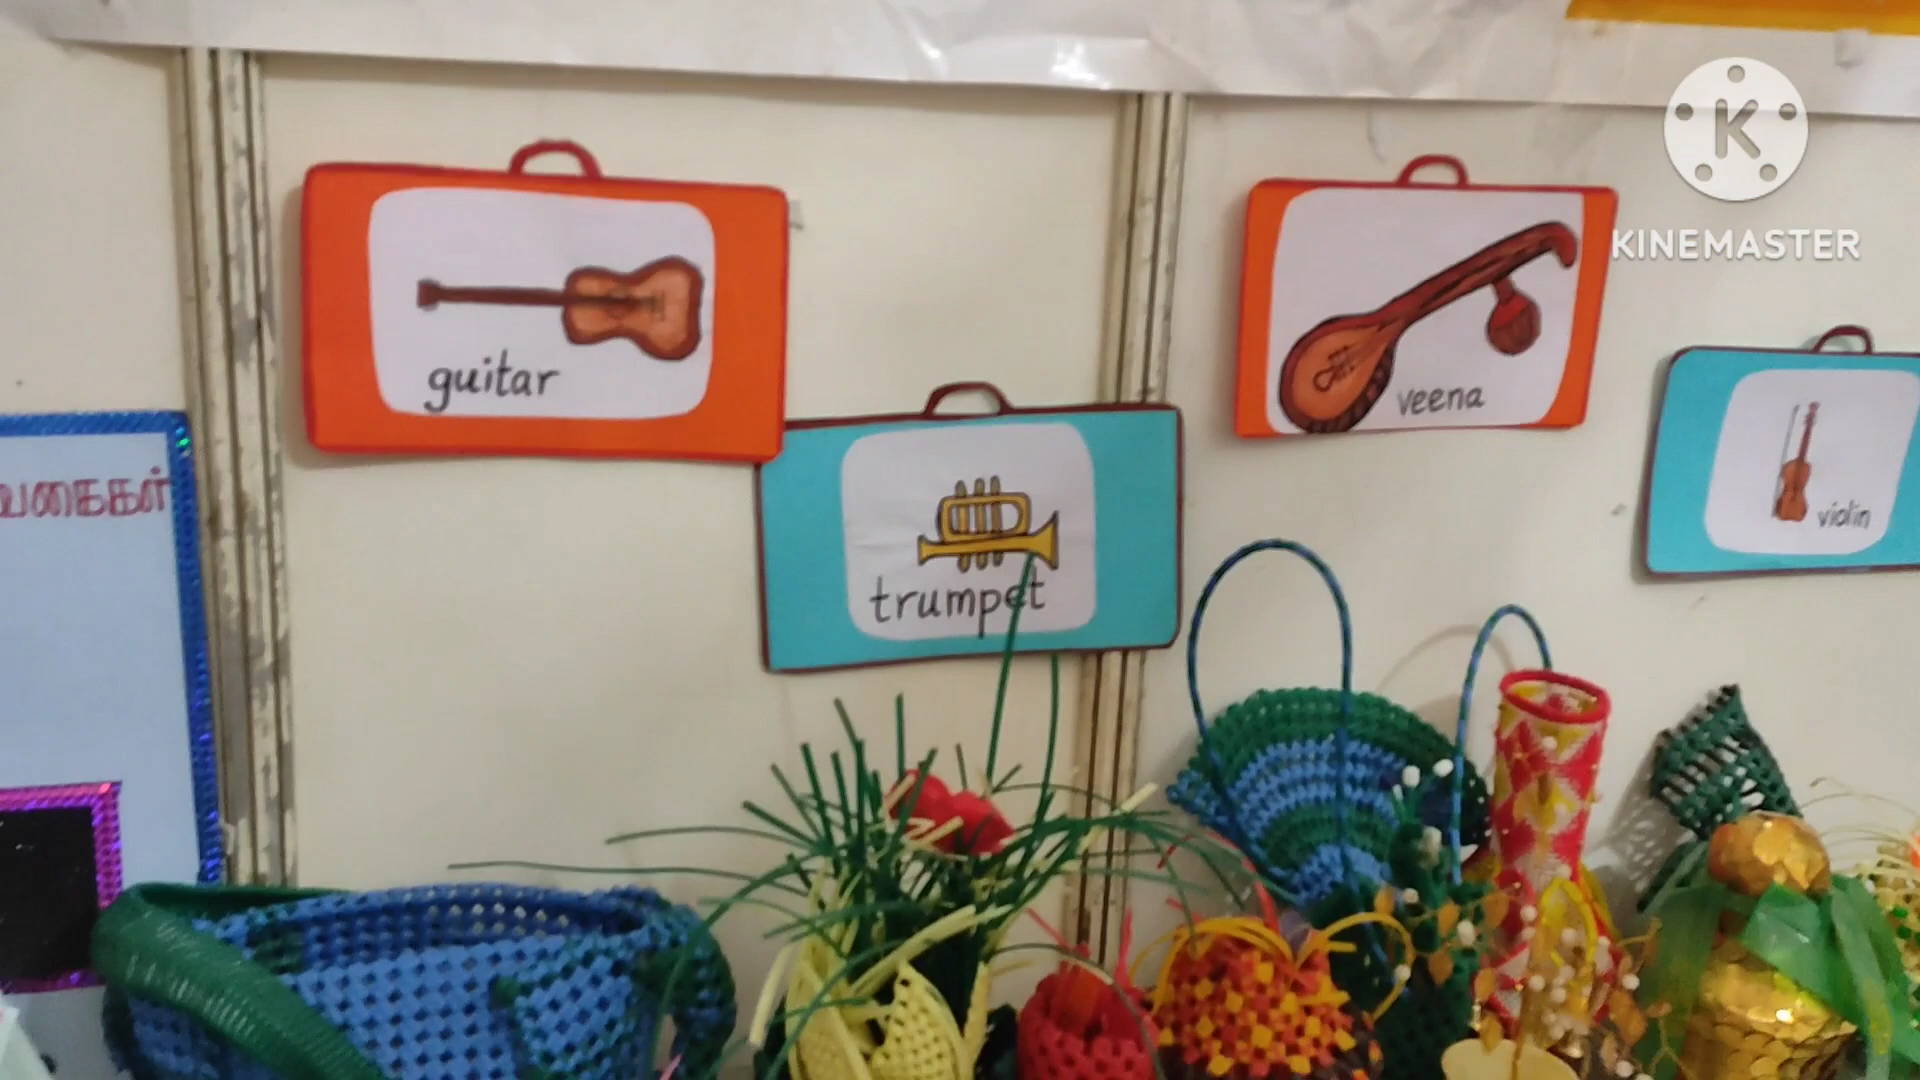 KINEMASTER
guitar
veena
வகைகள்
trumpet
violin